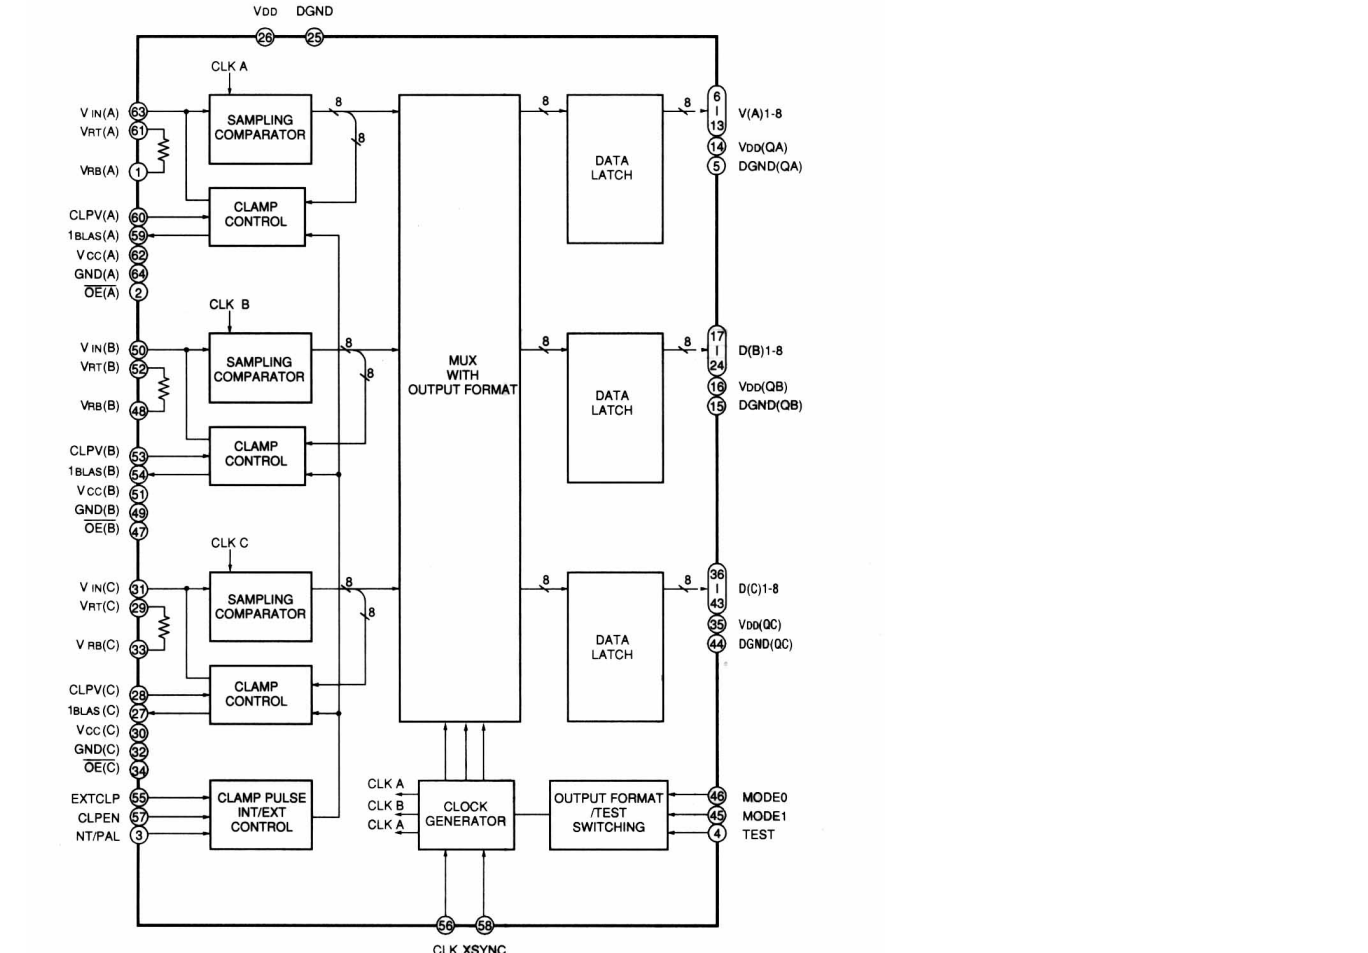 VDD DGND
26 25
CLK A
V IN(A) 63
VRT(A) 61
VRB(A) 1
CLPV(A) 60
1BLAS(A) 59
VCC(A) 62
GND(A) 64
OE(A) 2
SAMPLING
COMPARATOR
8
8
CLAMP
CONTROL
8
DATA
LATCH
8
6
13
V(A)1-8
14 VDD(QA)
5 DGND(QA)
CLK B
V IN(B) 50
VRT(B) 52
VRB(B) 48
CLPV(B) 53
1BLAS(B) 54
VCC(B) 51
GND(B) 49
OE(B) 47
SAMPLING
COMPARATOR
8
8
CLAMP
CONTROL
MUX
WITH
OUTPUT FORMAT
8
DATA
LATCH
8
17
24
D(B)1-8
16 VDD(QB)
15 DGND(QB)
CLK C
V IN(C) 31
VRT(C) 29
V RB(C) 33
CLPV(C) 28
1BLAS(C) 27
VCC(C) 30
GND(C) 32
OE(C) 34
SAMPLING
COMPARATOR
8
8
CLAMP
CONTROL
8
DATA
LATCH
8
36
43
D(C)1-8
35 VDD(QC)
44 DGND(QC)
EXTCLP 55
CLPEN 57
NT/PAL 3
CLAMP PULSE
INT/EXT
CONTROL
CLK A
CLK B
CLK A
CLOCK
GENERATOR
OUTPUT FORMAT
/TEST
SWITCHING
46 MODE0
45 MODE1
4 TEST
56 58
CLK XSYNC